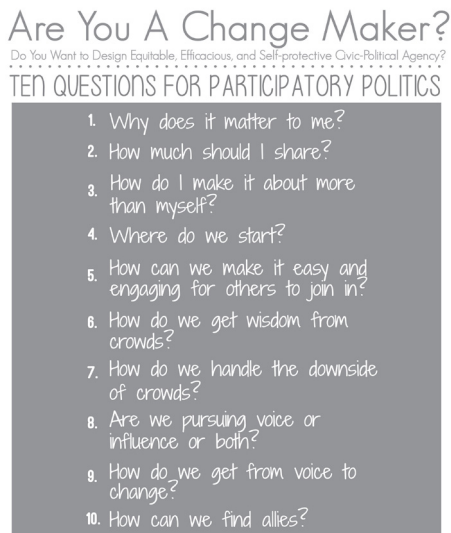 Are You A Change Maker?
Do You Want to Design Equitable, Efficacious, and Self-protective Civic-Political Agency?
TEN QUESTIONS FOR PARTICIPATORY POLITICS
1. Why does it matter to me?
2. How much should I share?
3. How do I make it about more
than myself?
4. Where do we start?
5. How can we make it easy and
engaging for others to join in?
6. How do we get wisdom from
crowds?
7. How do we handle the downside
of crowds?
8. Are we pursuing voice or
influence or both?
9. How do we get from voice to
change?
10. How can we find allies?